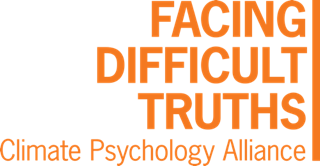 FACING
DIFFICULT
TRUTHS
Climate Psychology Alliance